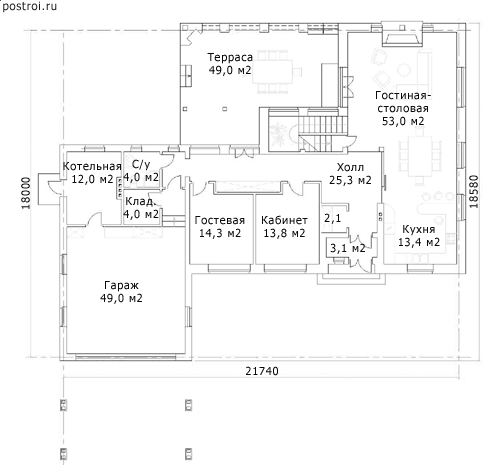 postroi.ru
Терраса
49,0 м2
Гостиная-
столовая
53,0 м2
Котельная
12,0 м2
С/у
4,0 м2
Клад.
4,0 м2
Холл
25,3 м2
Гостевая
14,3 м2
Кабинет
13,8 м2
2,1
3,1 м2
Кухня
13,4 м2
Гараж
49,0 м2
18000
18580
21740